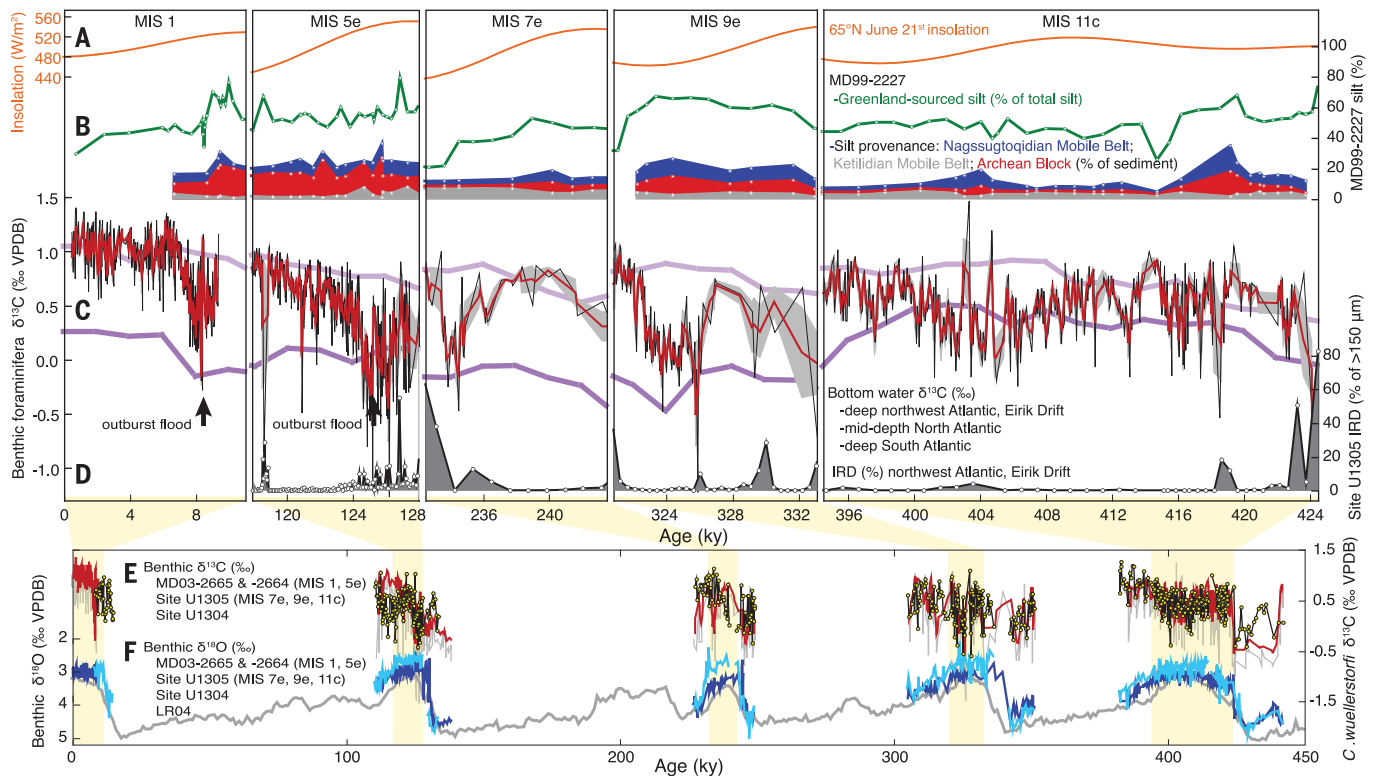 MIS 1
MIS 5e
MIS 7e
MIS 9e
MIS 11c
A
B
C
D
Insolation (W/m²)
560
520
480
440
65°N June 21st insolation
MD99-2227
-Greenland-sourced silt (% of total silt)
-Silt provenance: Nagssugtoqidian Mobile Belt;
Ketilidian Mobile Belt; Archean Block (% of sediment)
100
80
60
40
20
0
MD99-2227 silt (%)
Benthic foraminifera δ13C (‰ VPDB)
1.5
1.0
0.5
0.0
-0.5
-1.0
outburst flood
outburst flood
Bottom water δ13C (‰)
-deep northwest Atlantic, Eirik Drift
-mid-depth North Atlantic
-deep South Atlantic
IRD (%) northwest Atlantic, Eirik Drift
80
60
40
20
0
Site U1305 IRD (% of >150 µm)
0 4 8 120 124 128 236 240 324 328 332 396 400 404 408 412 416 420 424
Age (ky)
E Benthic δ13C (‰)
MD03-2665 & -2664 (MIS 1, 5e)
Site U1305 (MIS 7e, 9e, 11c)
Site U1304
F Benthic δ18O (‰)
MD03-2665 & -2664 (MIS 1, 5e)
Site U1305 (MIS 7e, 9e, 11c)
Site U1304
LR04
Benthic δ18O (‰ VPDB)
2
3
4
5
1.5
0.5
-0.5
-1.5
C.wuellerstorfi δ13C (‰ VPDB)
0 100 200 300 400 450
Age (ky)